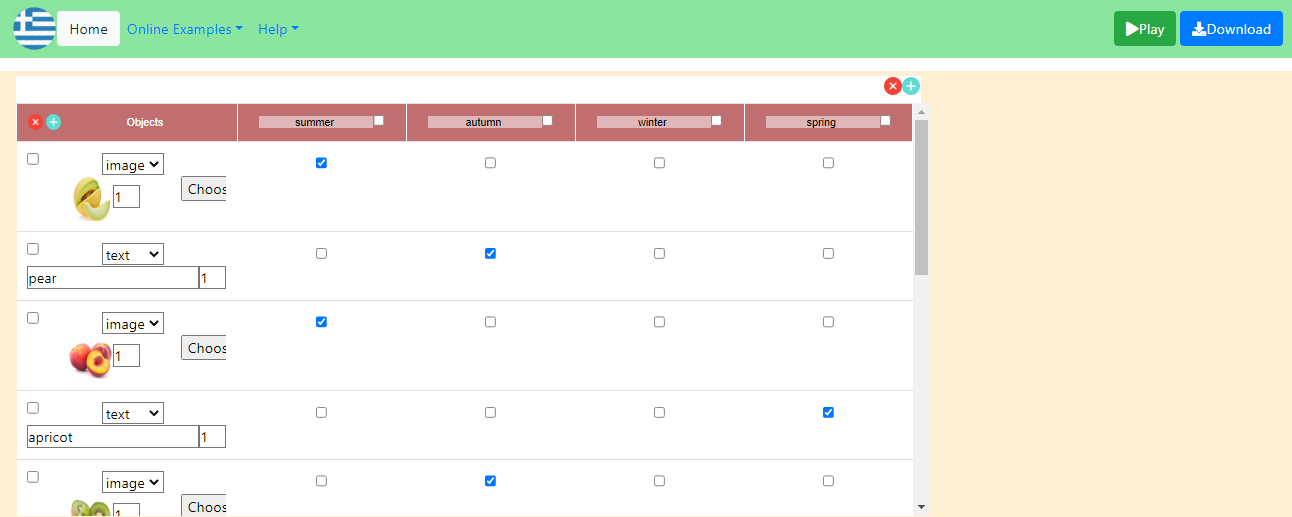 Home Online Examples Help Play Download
Objects summer autumn winter spring
image
1 Choos
text
pear 1
image
1 Choos
text
apricot 1
image
1 Choos